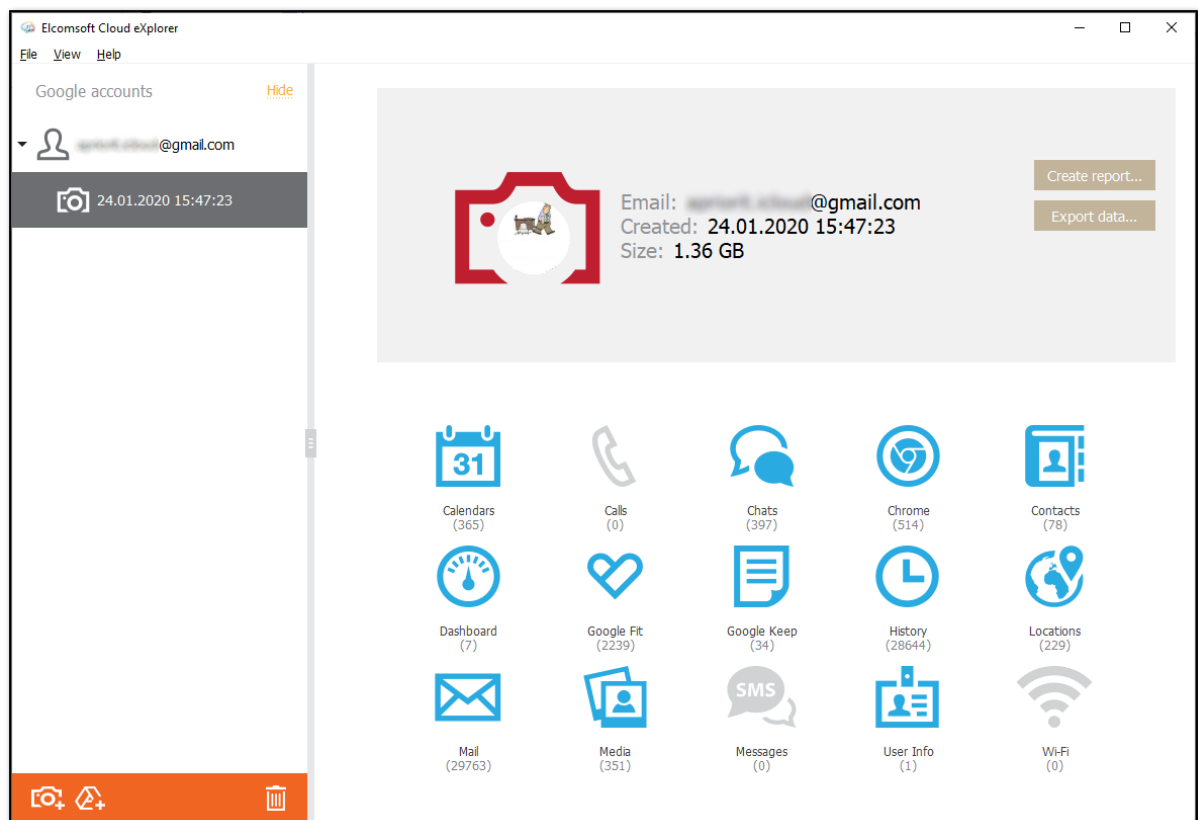 Elcomsoft Cloud eXplorer
File View Help
Google accounts Hide
@gmail.com
24.01.2020 15:47:23
Email: @gmail.com
Created: 24.01.2020 15:47:23
Size: 1.36 GB
Create report...
Export data...
31
Calendars
(365)
Calls
(0)
Chats
(397)
Chrome
(514)
Contacts
(78)
Dashboard
(7)
Google Fit
(2239)
Google Keep
(34)
History
(28644)
Locations
(229)
Mail
(29763)
Media
(351)
SMS
Messages
(0)
User Info
(1)
Wi-Fi
(0)